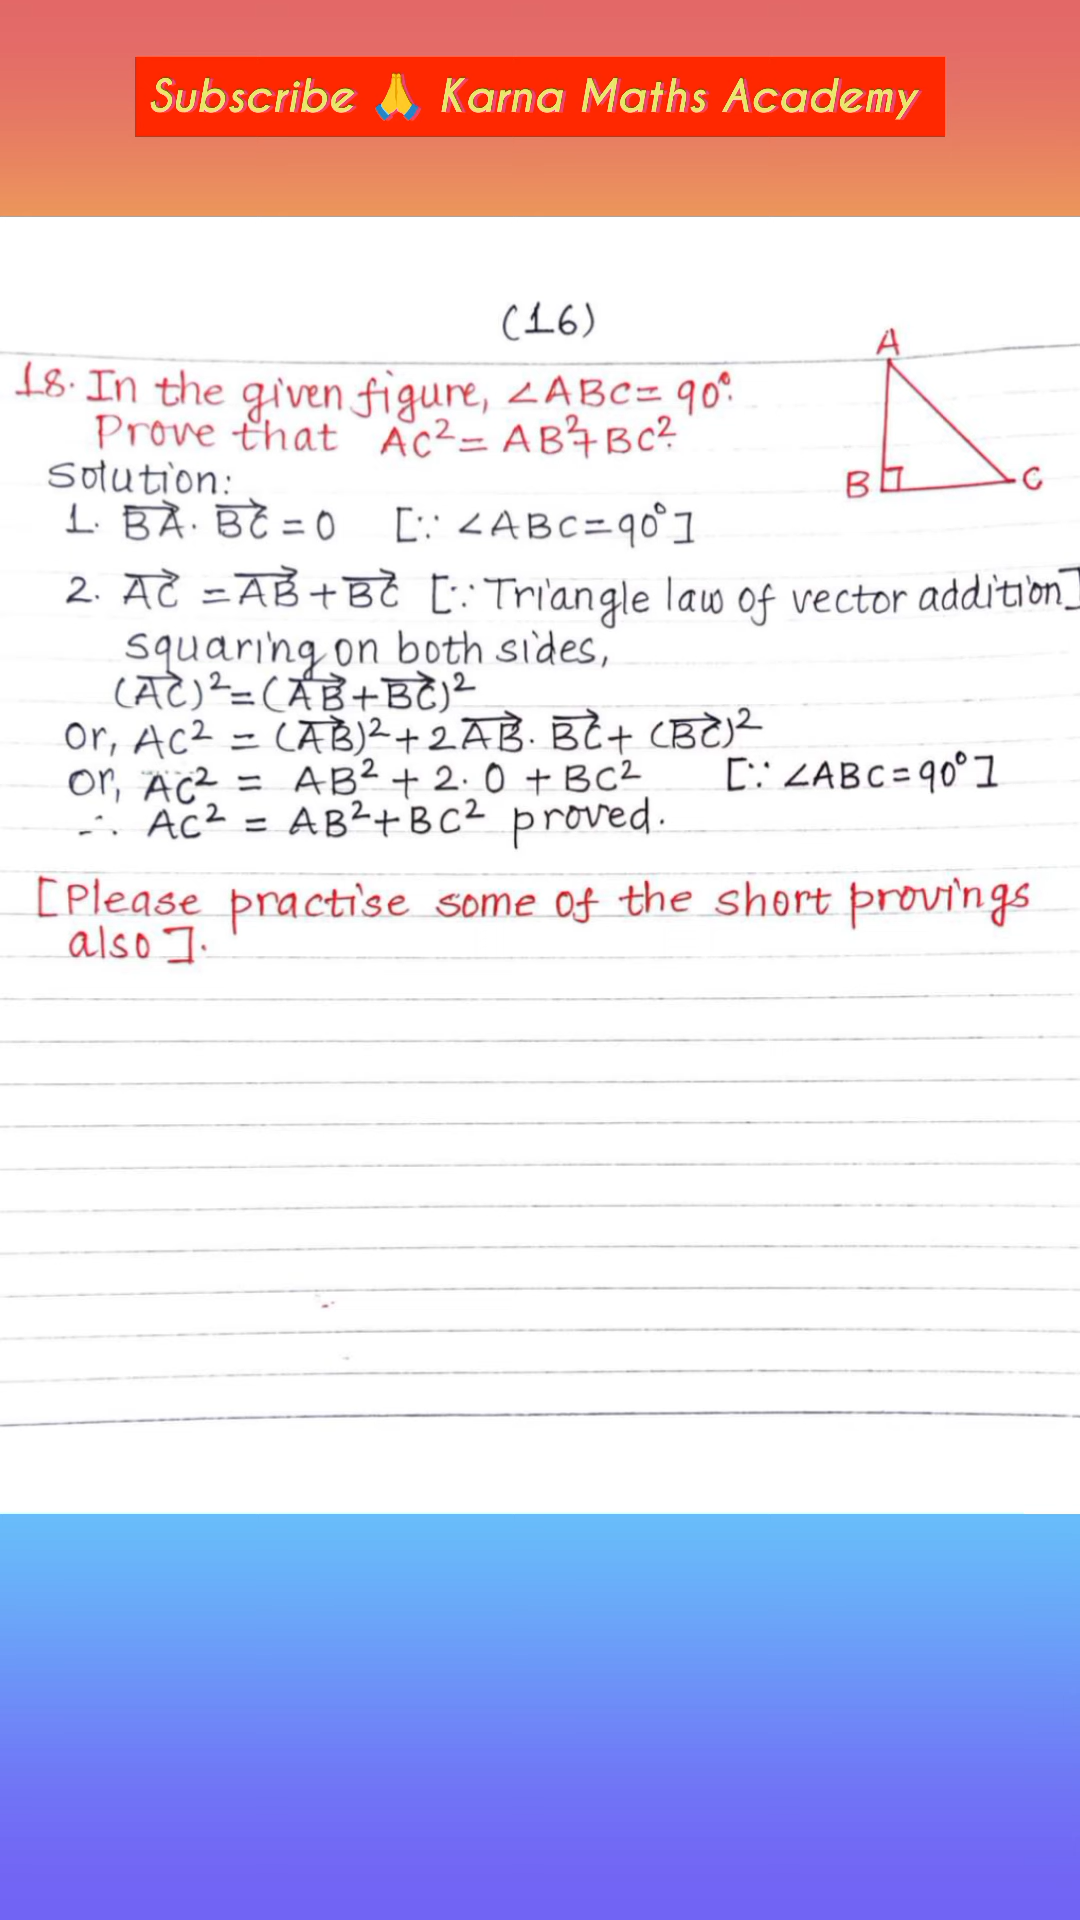 Subscribe 🙏 Karna Maths Academy
(16)
18. In the given figure, ∠ABC = 90°.
Prove that AC² = AB² + BC².
A
B
C
Solution:
1. BA⃗ . BC⃗ = 0 [∵ ∠ABC = 90°]
2. AC⃗ = AB⃗ + BC⃗ [∵ Triangle law of vector addition]
squaring on both sides,
(AC⃗)² = (AB⃗ + BC⃗)²
or, AC² = (AB⃗)² + 2AB⃗ . BC⃗ + (BC⃗)²
or, AC² = AB² + 2.0 + BC² [∵ ∠ABC = 90°]
∴ AC² = AB² + BC² proved.
[Please practise some of the short provings
also].